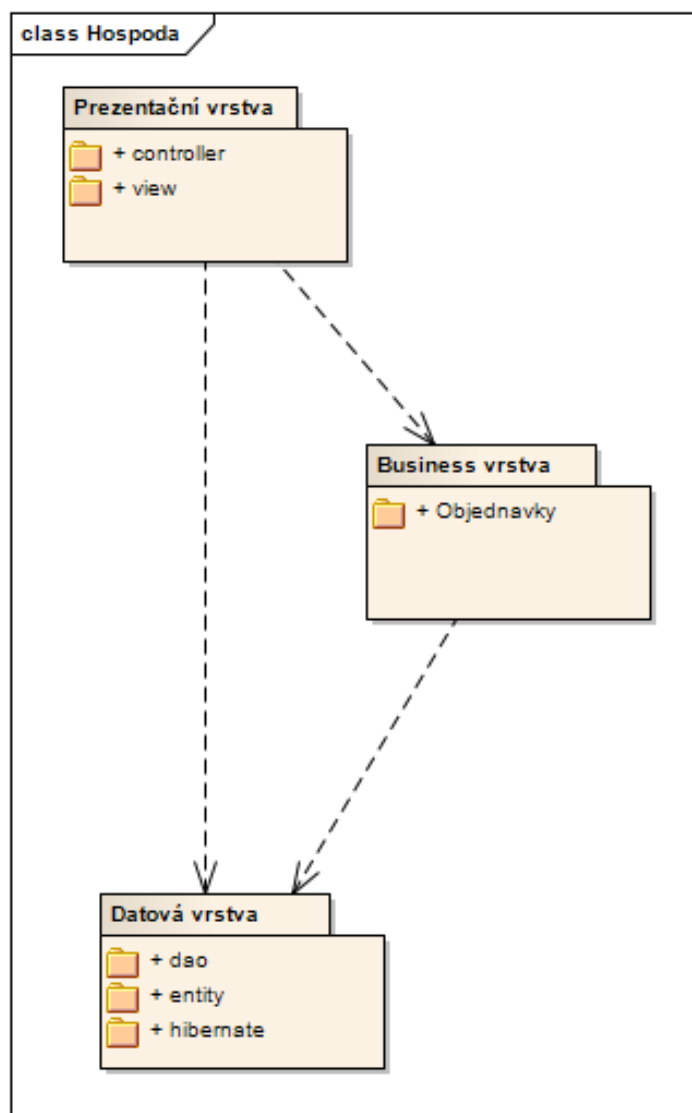 class Hospoda
Prezentační vrstva
+ controller
+ view
Business vrstva
+ Objednavky
Datová vrstva
+ dao
+ entity
+ hibernate